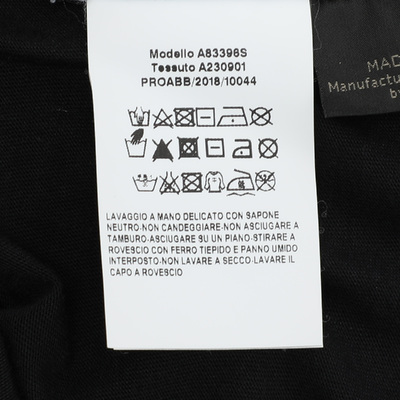 Modello A83396S
Tessuto A230901
PROABB/2018/10044
LAVAGGIO A MANO DELICATO CON SAPONE
NEUTRO-NON CANDEGGIARE-NON ASCIUGARE A
TAMBURO-ASCIUGARE SU UN PIANO-STIRARE A
ROVESCIO CON FERRO TIEPIDO E PANNO UMIDO
INTERPOSTO-NON LAVARE A SECCO-LAVARE IL
CAPO A ROVESCIO
MAD
Manufactu
by